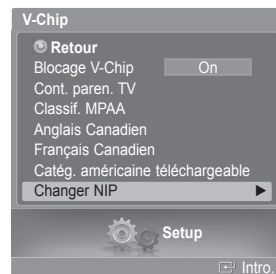 V-Chip
Retour
Blocage V-Chip On
Cont. paren. TV
Classif. MPAA
Anglais Canadien
Français Canadien
Catég. américaine téléchargeable
Changer NIP
Setup
Intro.